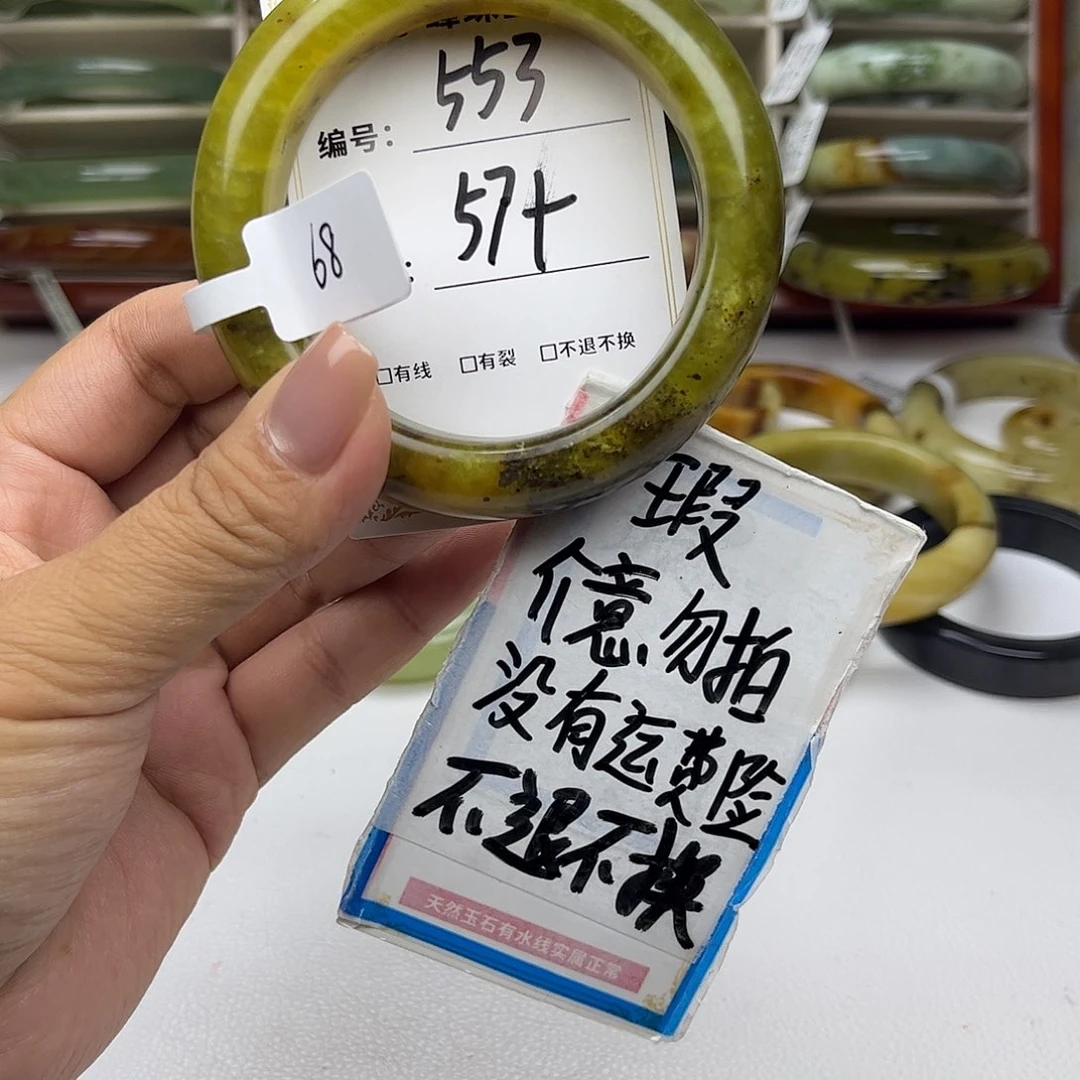 553
编号：
57+
68
：
□有线 □有裂 □不退不换
瑕
介意勿拍
没有运费险
不退不换
天然玉石有水线实属正常